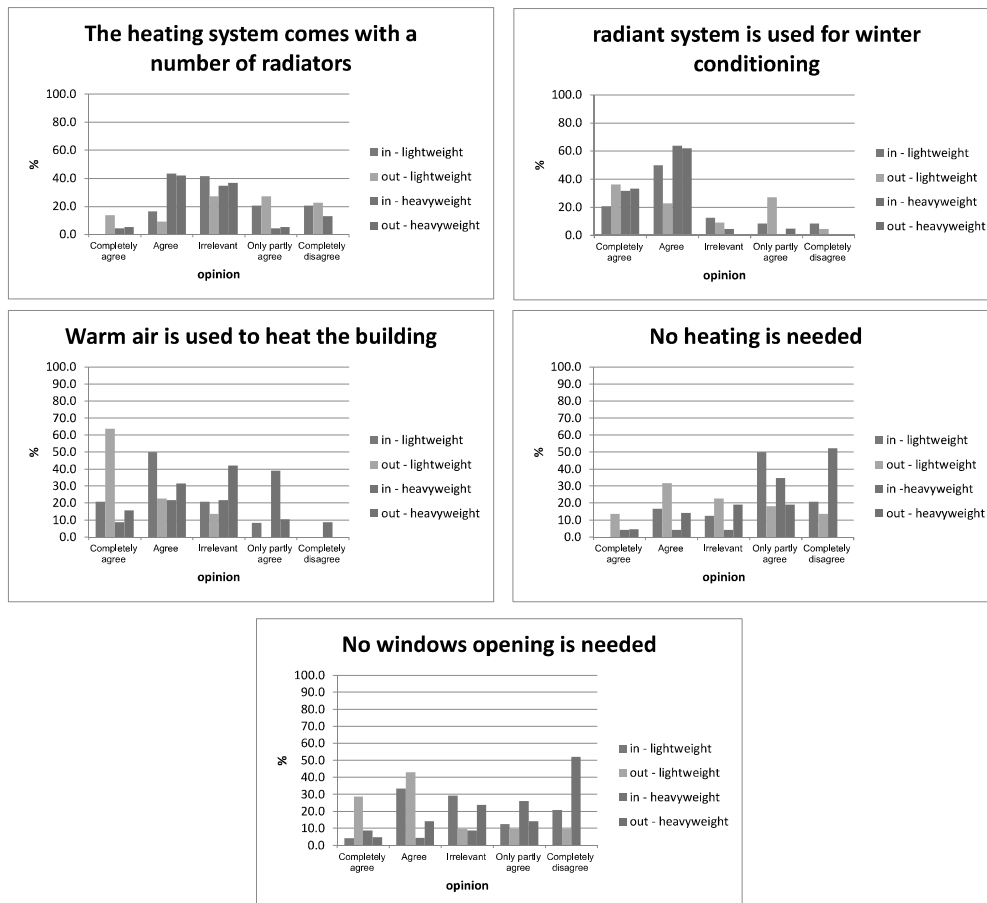 The heating system comes with a
number of radiators
100.0
80.0
60.0
40.0
20.0
0.0
%
Completely agree
Agree
Irrelevant
Only partly agree
Completely disagree
opinion
in - lightweight
out - lightweight
in - heavyweight
out - heavyweight
radiant system is used for winter
conditioning
100.0
80.0
60.0
40.0
20.0
0.0
%
Completely agree
Agree
Irrelevant
Only partly agree
Completely disagree
opinion
in - lightweight
out - lightweight
in - heavyweight
out - heavyweight
Warm air is used to heat the building
100.0
90.0
80.0
70.0
60.0
50.0
40.0
30.0
20.0
10.0
0.0
%
Completely agree
Agree
Irrelevant
Only partly agree
Completely disagree
opinion
in - lightweight
out - lightweight
in - heavyweight
out - heavyweight
No heating is needed
100.0
90.0
80.0
70.0
60.0
50.0
40.0
30.0
20.0
10.0
0.0
%
Completely agree
Agree
Irrelevant
Only partly agree
Completely disagree
opinion
in - lightweight
out - lightweight
in -heavyweight
out - heavyweight
No windows opening is needed
100.0
90.0
80.0
70.0
60.0
50.0
40.0
30.0
20.0
10.0
0.0
%
Completely agree
Agree
Irrelevant
Only partly agree
Completely disagree
opinion
in - lightweight
out - lightweight
in - heavyweight
out - heavyweight